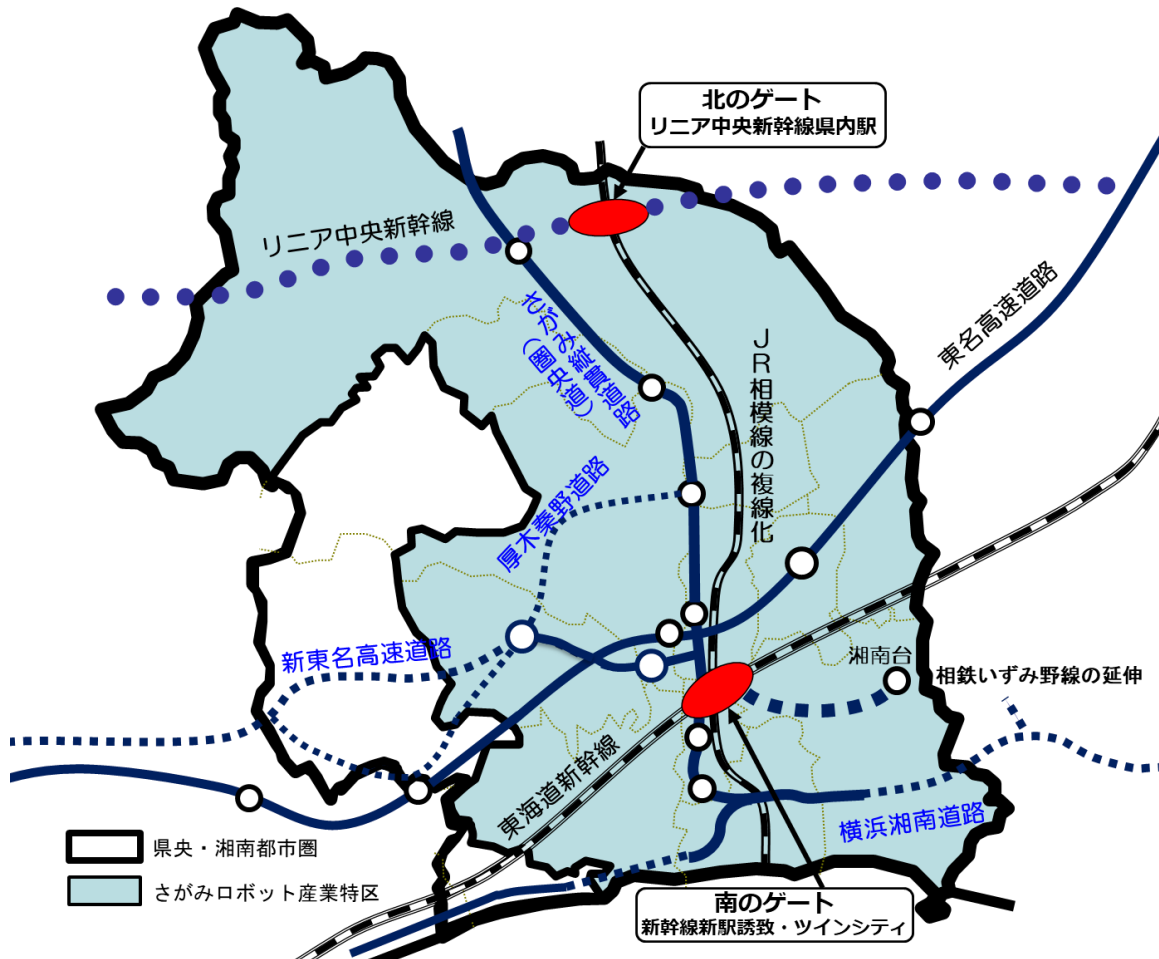 北のゲート
リニア中央新幹線県内駅
リニア中央新幹線
さがみ縦貫道路
(圏央道)
JR相模線の複線化
東名高速道路
厚木秦野道路
新東名高速道路
湘南台
相鉄いずみ野線の延伸
東海道新幹線
横浜湘南道路
県央・湘南都市圏
さがみロボット産業特区
南のゲート
新幹線新駅誘致・ツインシティ